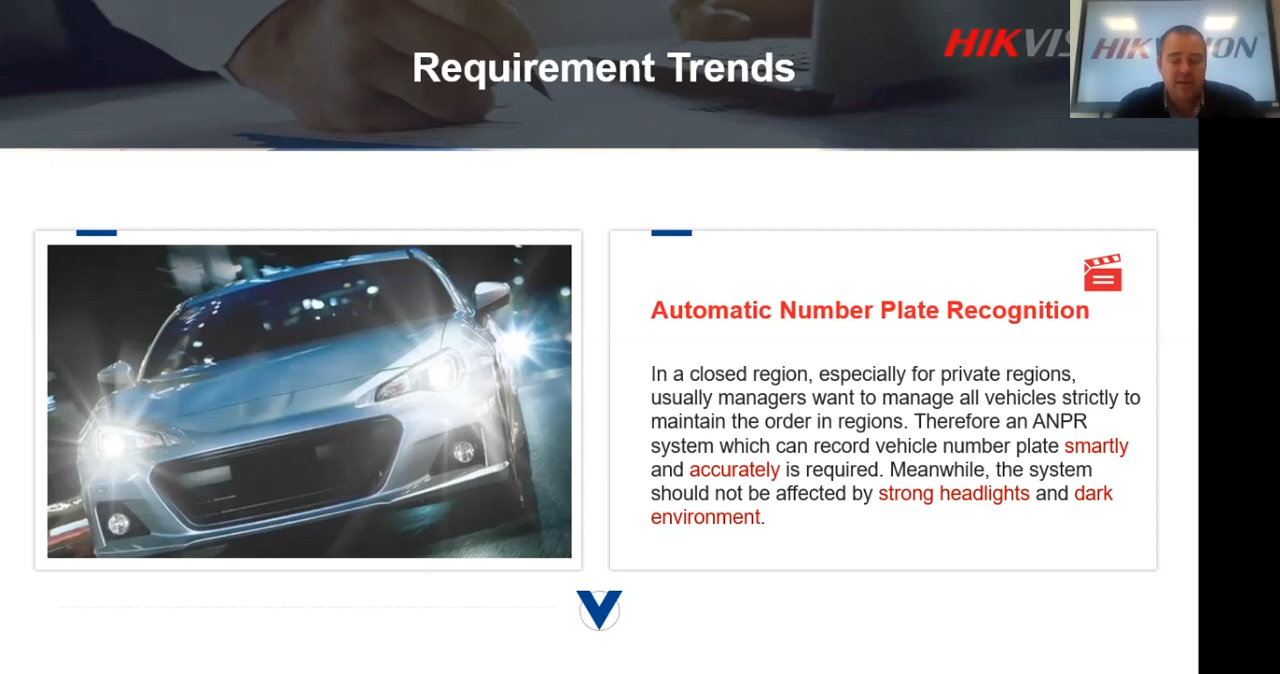 Requirement Trends
HIKVIS
HIKVISION
Automatic Number Plate Recognition
In a closed region, especially for private regions,
usually managers want to manage all vehicles strictly to
maintain the order in regions. Therefore an ANPR
system which can record vehicle number plate smartly
and accurately is required. Meanwhile, the system
should not be affected by strong headlights and dark
environment.